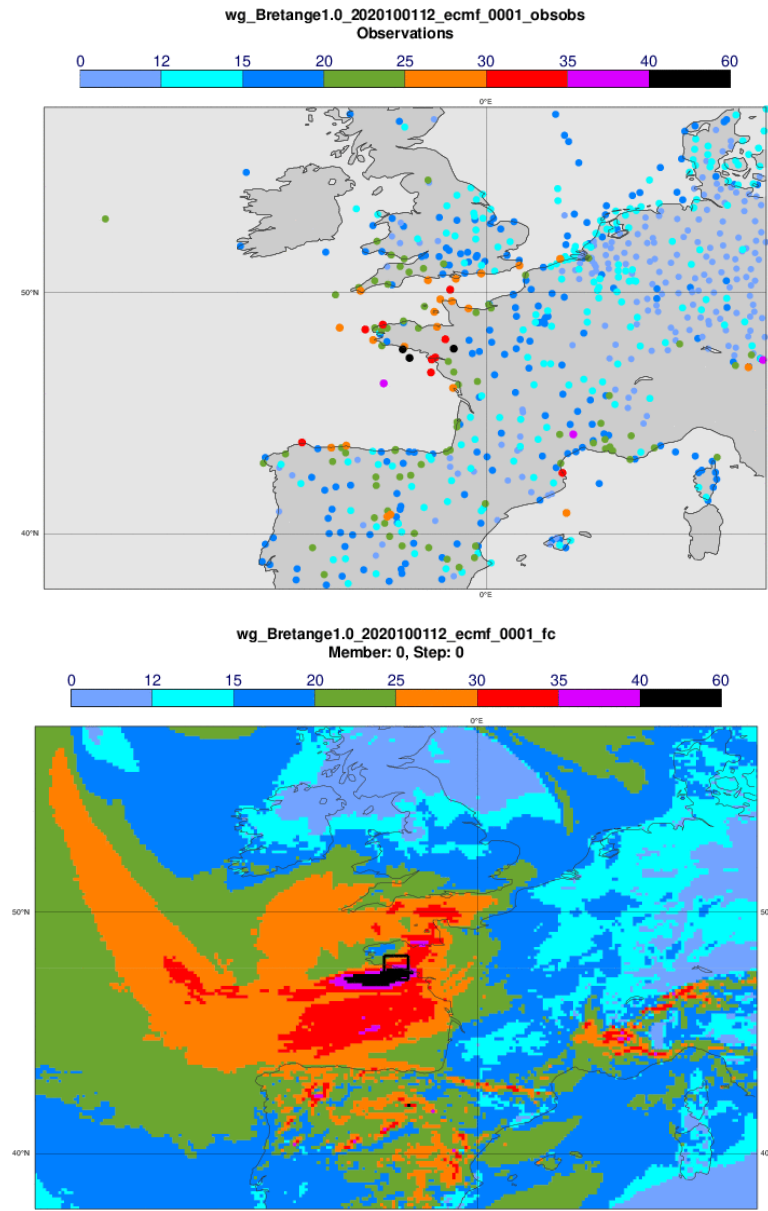 wg_Bretange1.0_2020100112_ecmf_0001_obsobs
Observations
0 12 15 20 25 30 35 40 60
0°E
50°N
40°N
0°E
wg_Bretange1.0_2020100112_ecmf_0001_fc
Member: 0, Step: 0
0 12 15 20 25 30 35 40 60
0°E
50°N 50
40°N 40